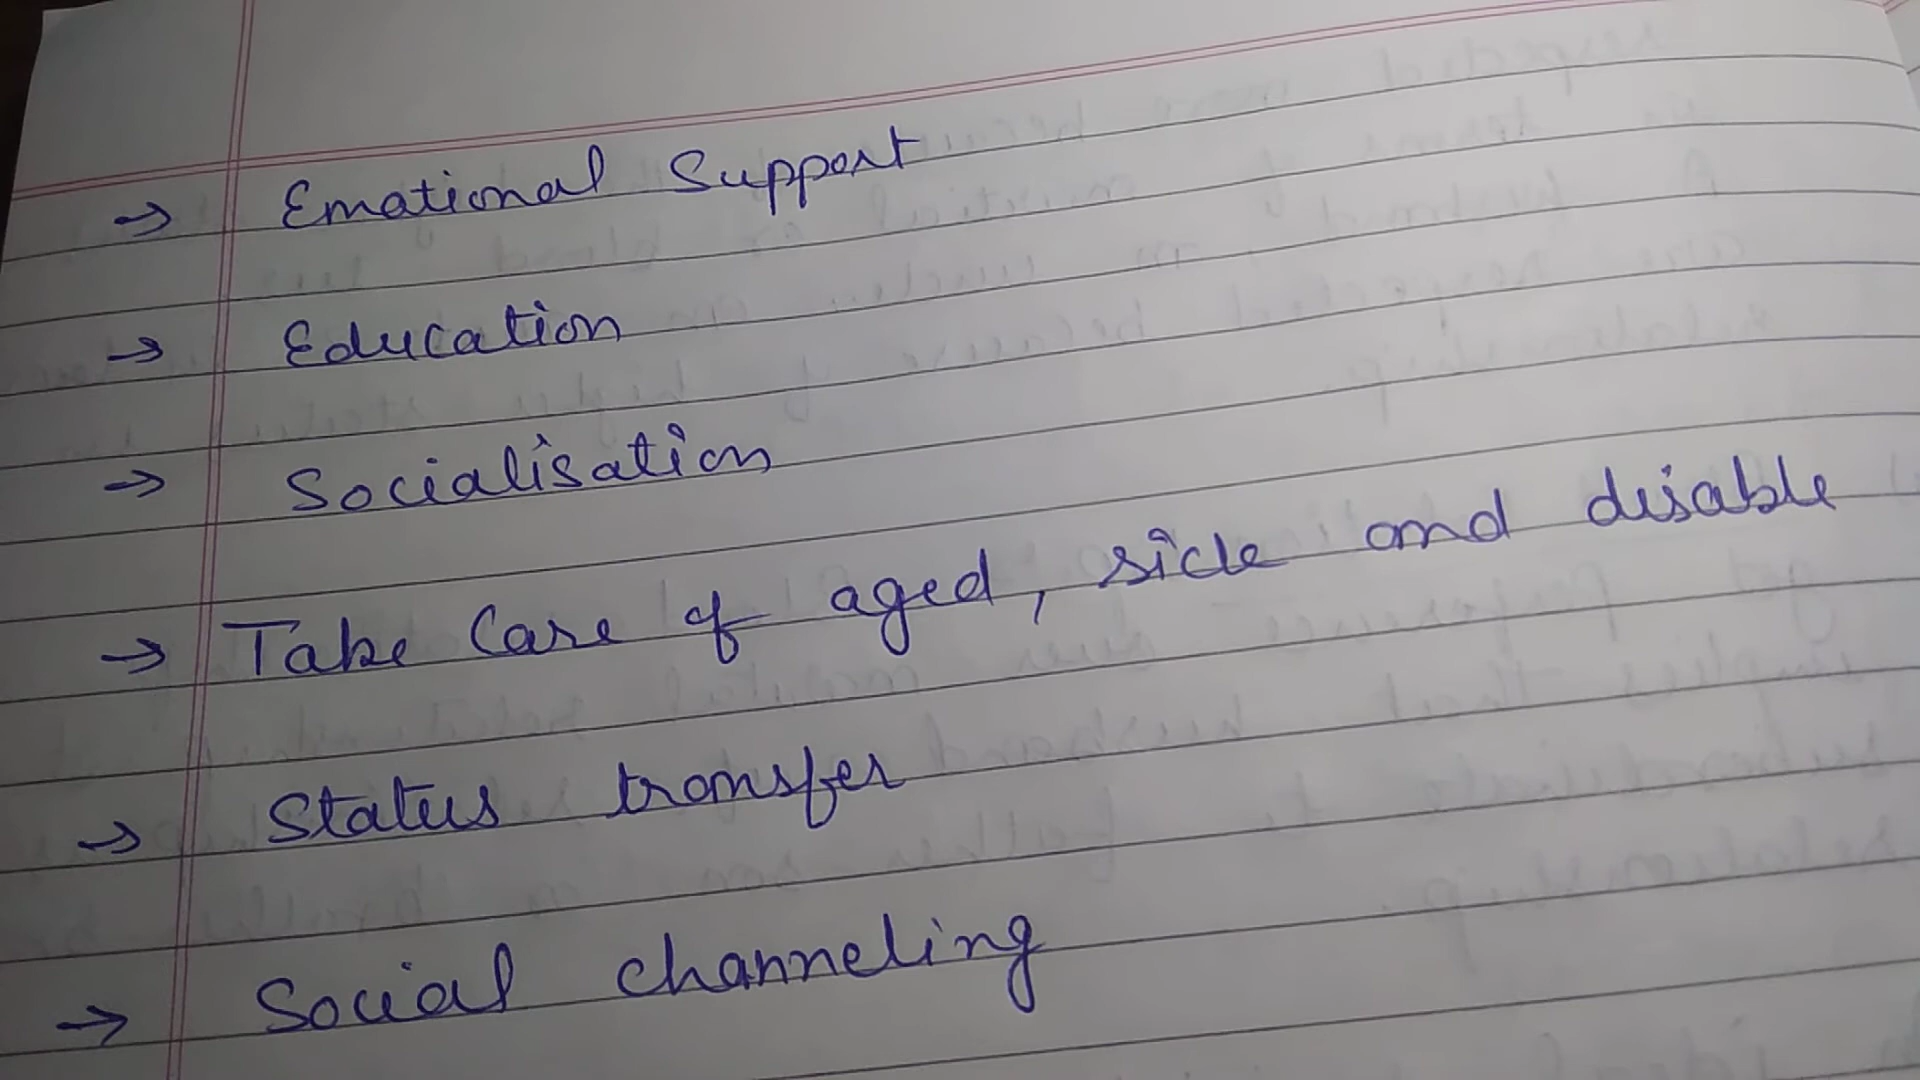 → Emotional Support
→ Education
→ Socialisation
→ Take Care of aged, sick and disable
→ Status transfer
→ Social channeling